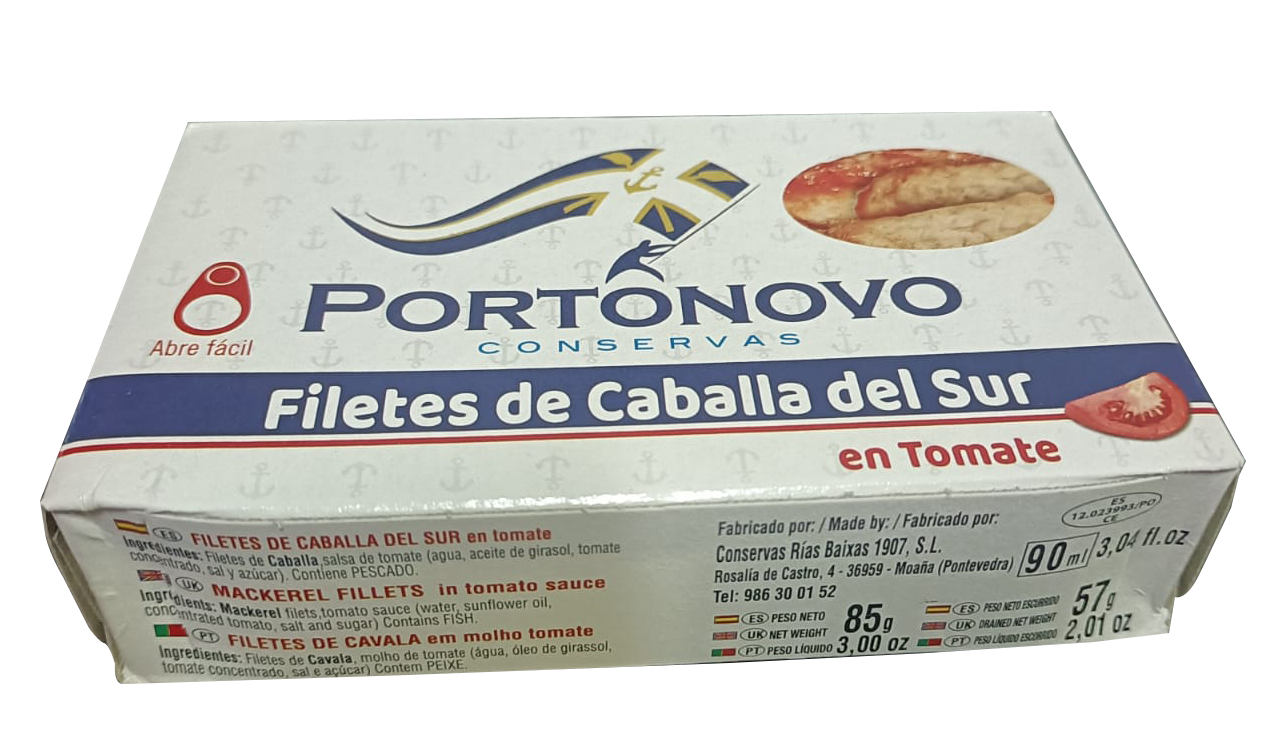 Abre fácil
PORTONOVO
CONSERVAS
Filetes de Caballa del Sur
en Tomate
ES FILETES DE CABALLA DEL SUR en tomate
Ingredientes: Filetes de Caballa,salsa de tomate (agua, aceite de girasol, tomate
concentrado, sal y azúcar). Contiene PESCADO.
UK MACKEREL FILLETS in tomato sauce
Ingridients: Mackerel filets,tomato sauce (water, sunflower oil,
concintrated tomato, salt and sugar) Contains FISH.
PT FILETES DE CAVALA em molho tomate
Ingredientes: Filetes de Cavala, molho de tomate (água, óleo de girassol,
tomate concentrado, sal e açúcar) Contem PEIXE.
Fabricado por: / Made by: / Fabricado por:
Conservas Rías Baixas 1907, S.L.
Rosalía de Castro, 4 - 36959 - Moaña (Pontevedra)
Tel: 986 30 01 52
ES
12.023993/PO
CE
90ml 3,04 fl.oz
ES PESO NETO
UK NET WEIGHT
PT PESO LÍQUIDO
85g
3,00 oz
ES PESO NETO ESCURRIDO
UK DRAINED NET WEIGHT
PT PESO LÍQUIDO ESCORRIDO
57g
2,01 oz